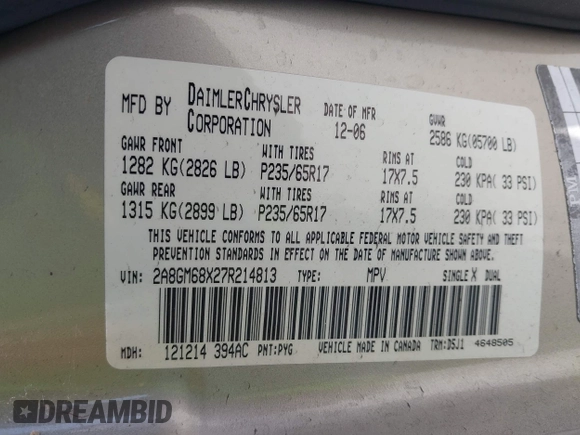 MFD BY DAIMLERCHRYSLER CORPORATION
DATE OF MFR 12-06
GVWR 2586 KG(05700 LB)
GAWR FRONT WITH TIRES RIMS AT COLD
1282 KG(2826 LB) P235/65R17 17X7.5 230 KPA( 33 PSI)
GAWR REAR WITH TIRES RIMS AT COLD
1315 KG(2899 LB) P235/65R17 17X7.5 230 KPA( 33 PSI)
THIS VEHICLE CONFORMS TO ALL APPLICABLE FEDERAL MOTOR VEHICLE SAFETY AND THEFT
PREVENTION STANDARDS IN EFFECT ON THE DATE OF MANUFACTURE SHOWN ABOVE.
VIN: 2A8GM68X27R214813 TYPE: MPV SINGLE X DUAL
MDH: 121214 394AC PNT:PYG VEHICLE MADE IN CANADA TRM:DSJ1 4648505
DREAMBID